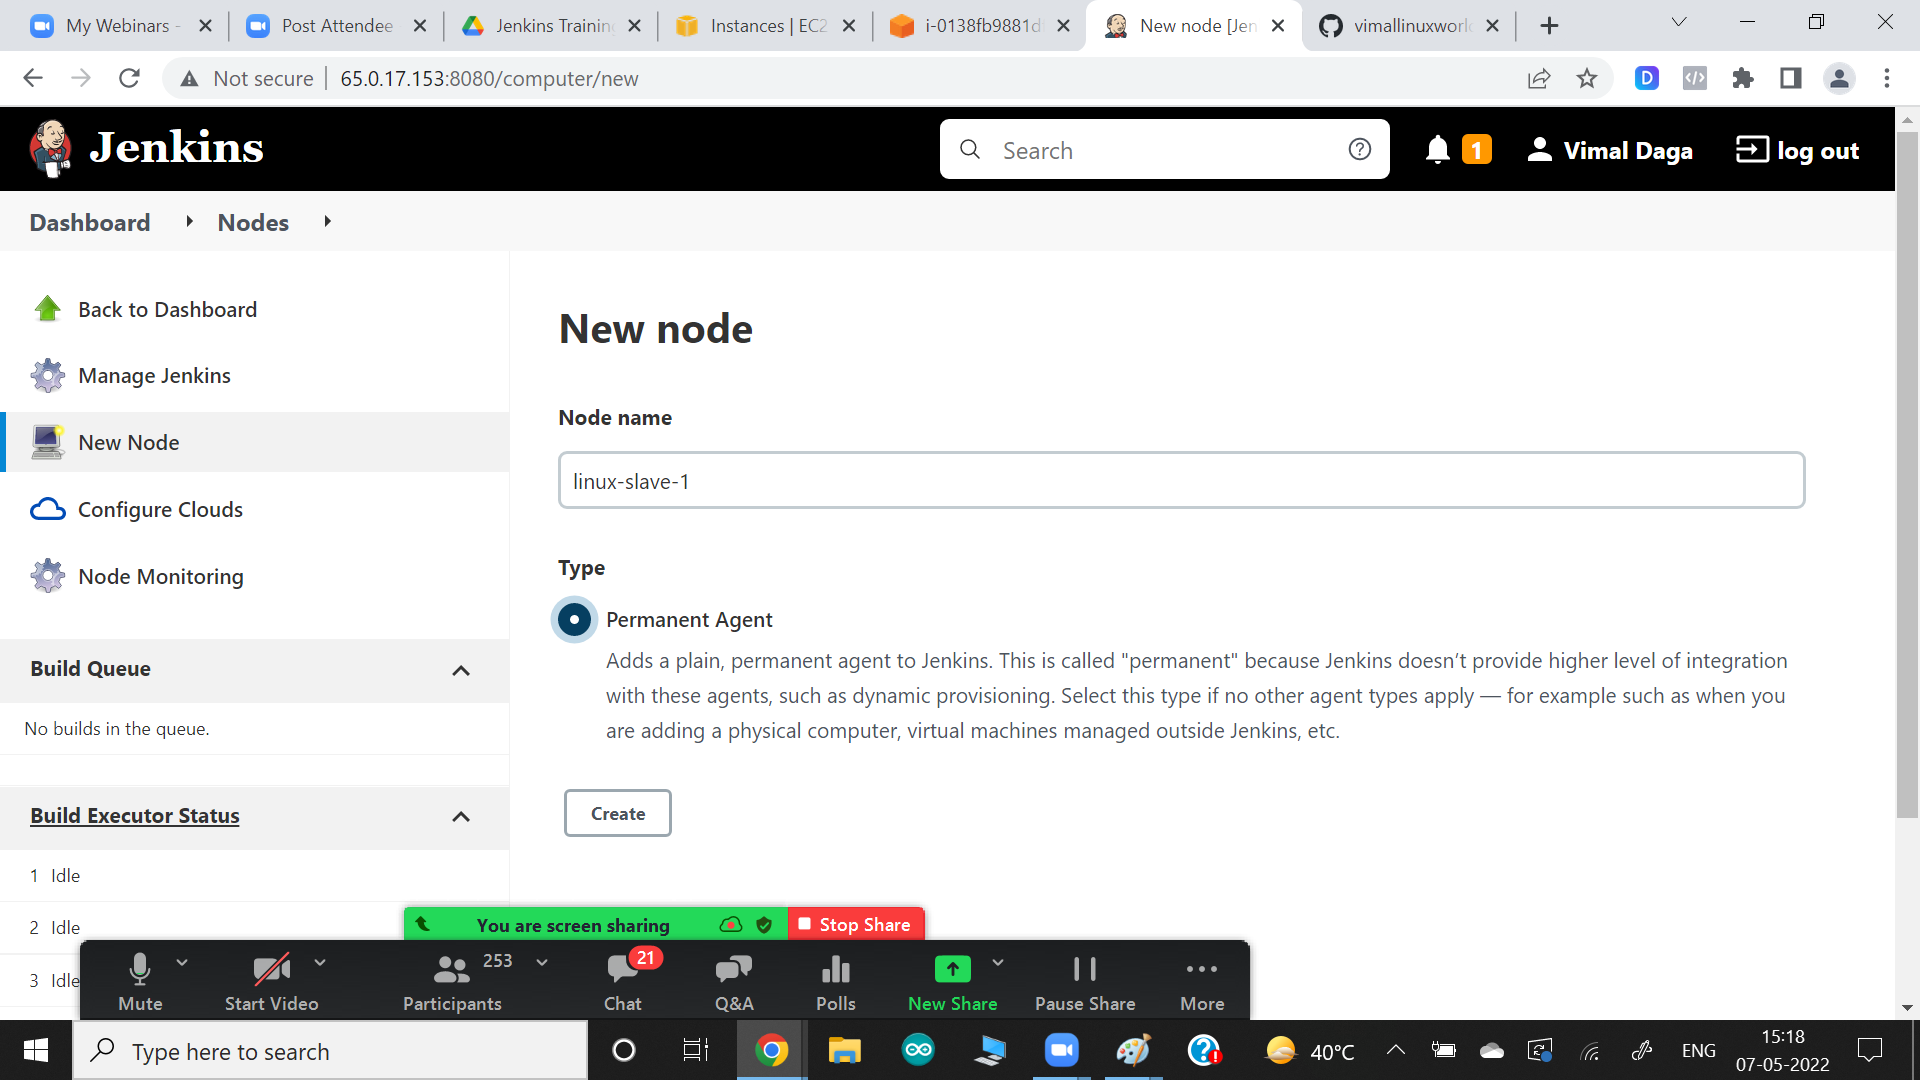 My Webinars -
Post Attendee
Jenkins Training
Instances | EC2
i-0138fb9881d
New node [Jen
vimallinuxworld
Not secure
65.0.17.153:8080/computer/new
Jenkins
Search
1
Vimal Daga
log out
Dashboard
Nodes
Back to Dashboard
Manage Jenkins
New Node
Configure Clouds
Node Monitoring
Build Queue
No builds in the queue.
Build Executor Status
1 Idle
2 Idle
3 Idle
New node
Node name
linux-slave-1
Type
Permanent Agent
Adds a plain, permanent agent to Jenkins. This is called "permanent" because Jenkins doesn’t provide higher level of integration
with these agents, such as dynamic provisioning. Select this type if no other agent types apply — for example such as when you
are adding a physical computer, virtual machines managed outside Jenkins, etc.
Create
You are screen sharing
Stop Share
Mute
Start Video
253
Participants
21
Chat
Q&A
Polls
New Share
Pause Share
More
Type here to search
40°C
ENG
15:18
07-05-2022